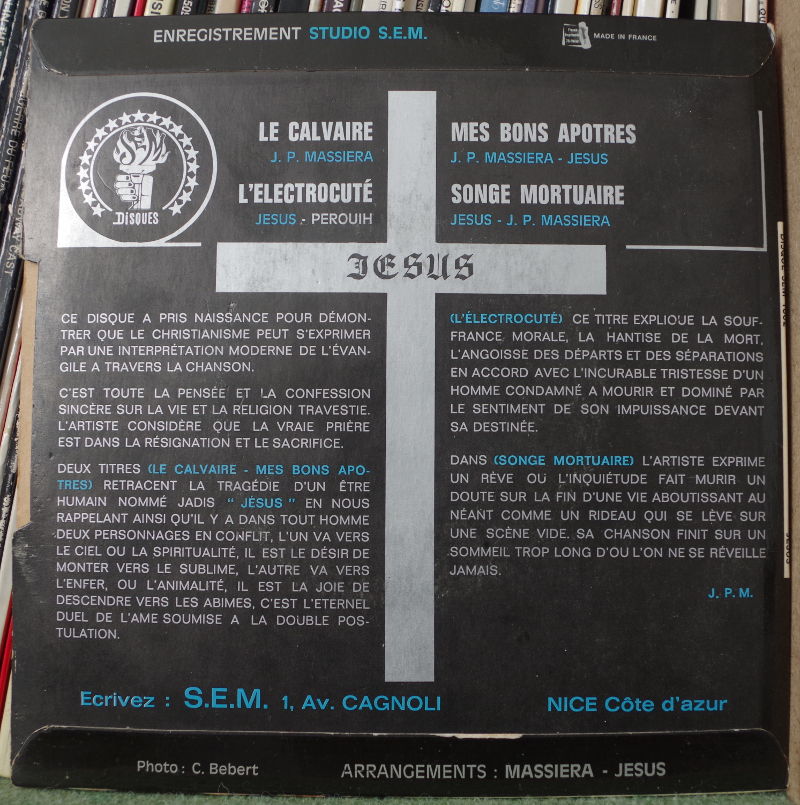 ENREGISTREMENT STUDIO S.E.M.
MADE IN FRANCE
SEM
DISQUES
LE CALVAIRE
J. P. MASSIERA
L'ELECTROCUTÉ
JESUS - PEROUIH
MES BONS APOTRES
J. P. MASSIERA - JESUS
SONGE MORTUAIRE
JESUS - J. P. MASSIERA
JESUS
CE DISQUE A PRIS NAISSANCE POUR DÉMON-
TRER QUE LE CHRISTIANISME PEUT S'EXPRIMER
PAR UNE INTERPRÉTATION MODERNE DE L'ÉVAN-
GILE A TRAVERS LA CHANSON.
C'EST TOUTE LA PENSÉE ET LA CONFESSION
SINCÈRE SUR LA VIE ET LA RELIGION TRAVESTIE.
L'ARTISTE CONSIDÈRE QUE LA VRAIE PRIÈRE
EST DANS LA RÉSIGNATION ET LE SACRIFICE.
DEUX TITRES (LE CALVAIRE - MES BONS APO-
TRES) RETRACENT LA TRAGÉDIE D'UN ÊTRE
HUMAIN NOMMÉ JADIS " JÉSUS " EN NOUS
RAPPELANT AINSI QU'IL Y A DANS TOUT HOMME
DEUX PERSONNAGES EN CONFLIT, L'UN VA VERS
LE CIEL OU LA SPIRITUALITÉ, IL EST LE DÉSIR DE
MONTER VERS LE SUBLIME, L'AUTRE VA VERS
L'ENFER, OU L'ANIMALITÉ, IL EST LA JOIE DE
DESCENDRE VERS LES ABIMES, C'EST L'ETERNEL
DUEL DE L'AME SOUMISE A LA DOUBLE POS-
TULATION.
(L'ÉLECTROCUTÉ) CE TITRE EXPLIQUE LA SOUF-
FRANCE MORALE, LA HANTISE DE LA MORT,
L'ANGOISSE DES DÉPARTS ET DES SÉPARATIONS
EN ACCORD AVEC L'INCURABLE TRISTESSE D'UN
HOMME CONDAMNÉ A MOURIR ET DOMINÉ PAR
LE SENTIMENT DE SON IMPUISSANCE DEVANT
SA DESTINÉE.
DANS (SONGE MORTUAIRE) L'ARTISTE EXPRIME
UN RÊVE OU L'INQUIÉTUDE FAIT MURIR UN
DOUTE SUR LA FIN D'UNE VIE ABOUTISSANT AU
NÉANT COMME UN RIDEAU QUI SE LÈVE SUR
UNE SCÈNE VIDE. SA CHANSON FINIT SUR UN
SOMMEIL TROP LONG D'OU L'ON NE SE RÉVEILLE
JAMAIS.
J. P. M.
Ecrivez : S.E.M. 1, Av. CAGNOLI
NICE Côte d'azur
Photo : C. Bebert
ARRANGEMENTS : MASSIERA - JESUS